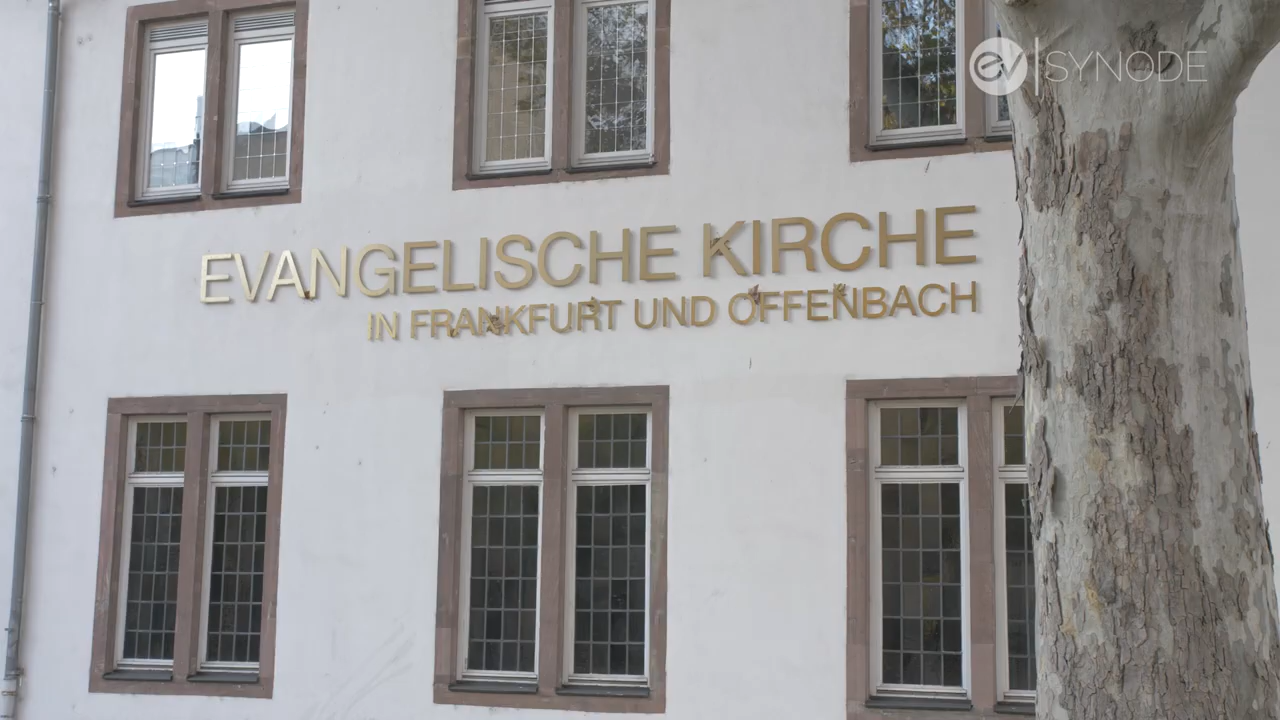 ev SYNODE
EVANGELISCHE KIRCHE
IN FRANKFURT UND OFFENBACH